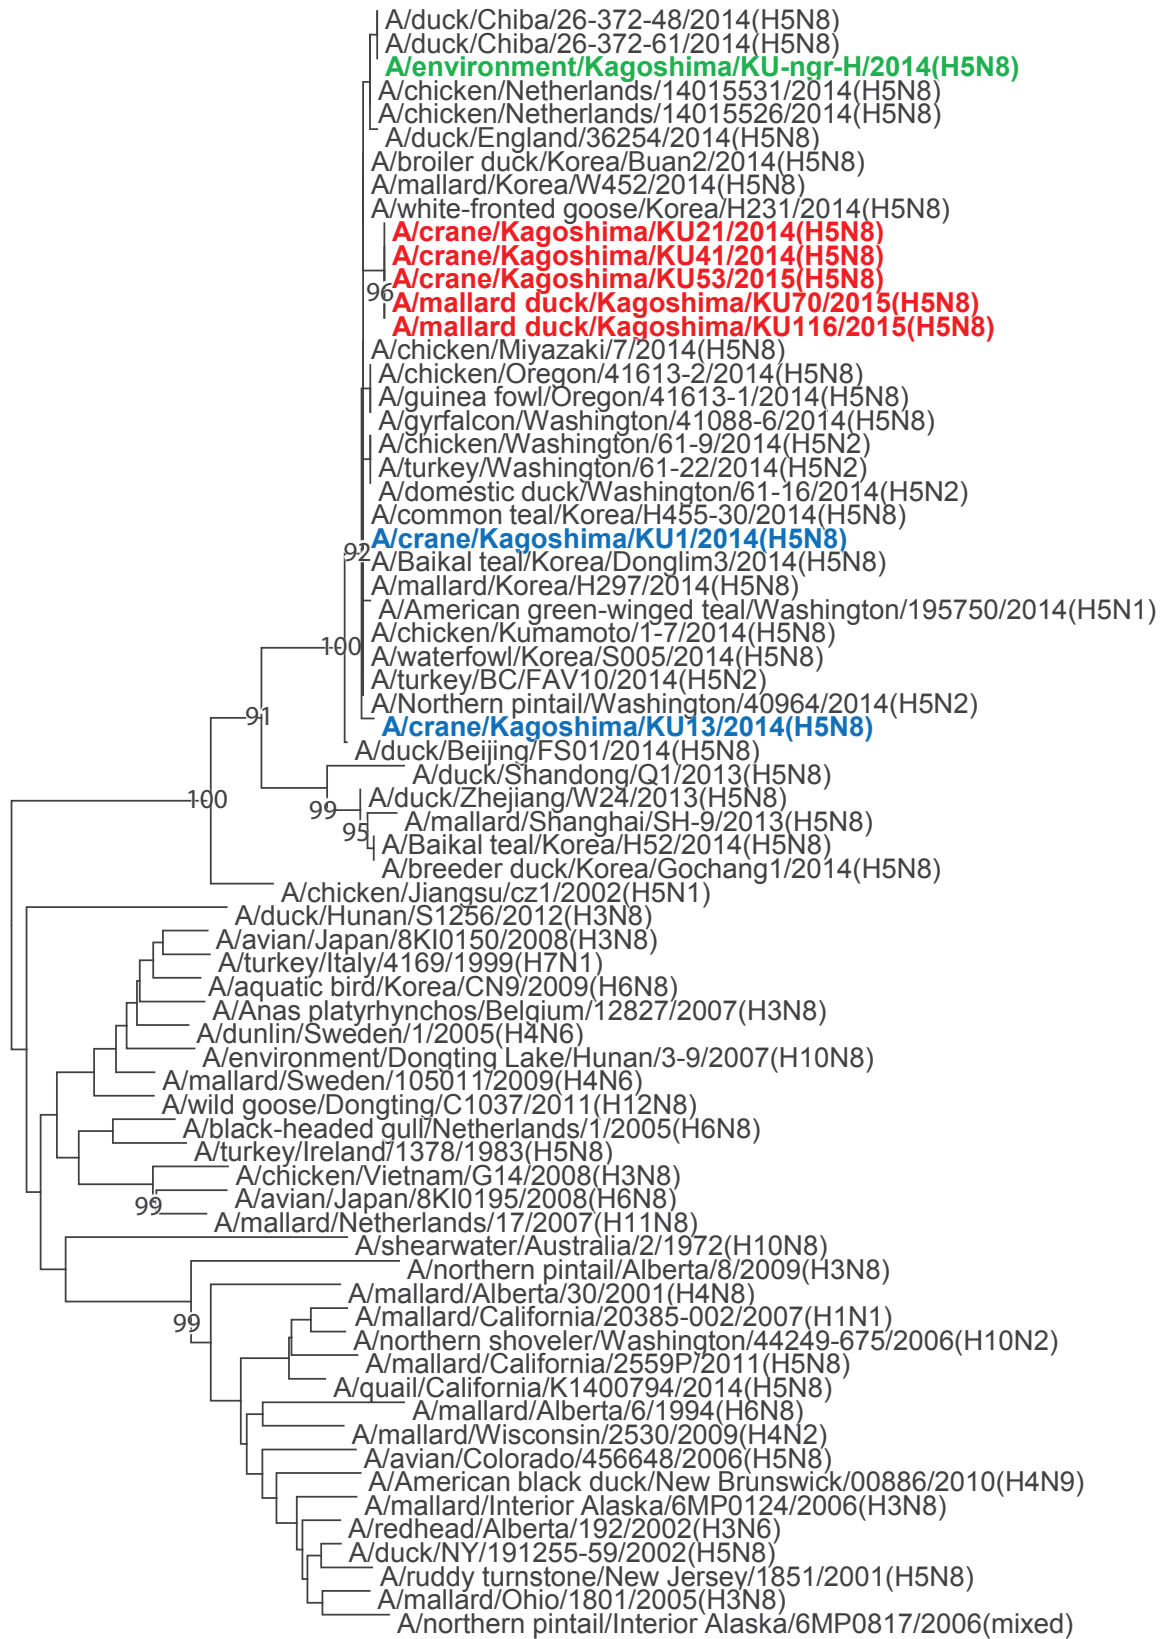 A/duck/Chiba/26-372-48/2014(H5N8)
A/duck/Chiba/26-372-61/2014(H5N8)
A/environment/Kagoshima/KU-ngr-H/2014(H5N8)
A/chicken/Netherlands/14015531/2014(H5N8)
A/chicken/Netherlands/14015526/2014(H5N8)
A/duck/England/36254/2014(H5N8)
A/broiler duck/Korea/Buan2/2014(H5N8)
A/mallard/Korea/W452/2014(H5N8)
A/white-fronted goose/Korea/H231/2014(H5N8)
A/crane/Kagoshima/KU21/2014(H5N8)
A/crane/Kagoshima/KU41/2014(H5N8)
A/crane/Kagoshima/KU53/2015(H5N8)
96
A/mallard duck/Kagoshima/KU70/2015(H5N8)
A/mallard duck/Kagoshima/KU116/2015(H5N8)
A/chicken/Miyazaki/7/2014(H5N8)
A/chicken/Oregon/41613-2/2014(H5N8)
A/guinea fowl/Oregon/41613-1/2014(H5N8)
A/gyrfalcon/Washington/41088-6/2014(H5N8)
A/chicken/Washington/61-9/2014(H5N2)
A/turkey/Washington/61-22/2014(H5N2)
A/domestic duck/Washington/61-16/2014(H5N2)
A/common teal/Korea/H455-30/2014(H5N8)
A/crane/Kagoshima/KU1/2014(H5N8)
92
A/Baikal teal/Korea/Donglim3/2014(H5N8)
A/mallard/Korea/H297/2014(H5N8)
A/American green-winged teal/Washington/195750/2014(H5N1)
A/chicken/Kumamoto/1-7/2014(H5N8)
100
A/waterfowl/Korea/S005/2014(H5N8)
A/turkey/BC/FAV10/2014(H5N2)
A/Northern pintail/Washington/40964/2014(H5N2)
91
A/crane/Kagoshima/KU13/2014(H5N8)
A/duck/Beijing/FS01/2014(H5N8)
A/duck/Shandong/Q1/2013(H5N8)
100
A/duck/Zhejiang/W24/2013(H5N8)
99
A/mallard/Shanghai/SH-9/2013(H5N8)
95
A/Baikal teal/Korea/H52/2014(H5N8)
A/breeder duck/Korea/Gochang1/2014(H5N8)
A/chicken/Jiangsu/cz1/2002(H5N1)
A/duck/Hunan/S1256/2012(H3N8)
A/avian/Japan/8KI0150/2008(H3N8)
A/turkey/Italy/4169/1999(H7N1)
A/aquatic bird/Korea/CN9/2009(H6N8)
A/Anas platyrhynchos/Belgium/12827/2007(H3N8)
A/dunlin/Sweden/1/2005(H4N6)
A/environment/Dongting Lake/Hunan/3-9/2007(H10N8)
A/mallard/Sweden/105011/2009(H4N6)
A/wild goose/Dongting/C1037/2011(H12N8)
A/black-headed gull/Netherlands/1/2005(H6N8)
A/turkey/Ireland/1378/1983(H5N8)
A/chicken/Vietnam/G14/2008(H3N8)
A/avian/Japan/8KI0195/2008(H6N8)
99
A/mallard/Netherlands/17/2007(H11N8)
A/shearwater/Australia/2/1972(H10N8)
A/northern pintail/Alberta/8/2009(H3N8)
A/mallard/Alberta/30/2001(H4N8)
A/mallard/California/20385-002/2007(H1N1)
99
A/northern shoveler/Washington/44249-675/2006(H10N2)
A/mallard/California/2559P/2011(H5N8)
A/quail/California/K1400794/2014(H5N8)
A/mallard/Alberta/6/1994(H6N8)
A/mallard/Wisconsin/2530/2009(H4N2)
A/avian/Colorado/456648/2006(H5N8)
A/American black duck/New Brunswick/00886/2010(H4N9)
A/mallard/Interior Alaska/6MP0124/2006(H3N8)
A/redhead/Alberta/192/2002(H3N6)
A/duck/NY/191255-59/2002(H5N8)
A/ruddy turnstone/New Jersey/1851/2001(H5N8)
A/mallard/Ohio/1801/2005(H3N8)
A/northern pintail/Interior Alaska/6MP0817/2006(mixed)